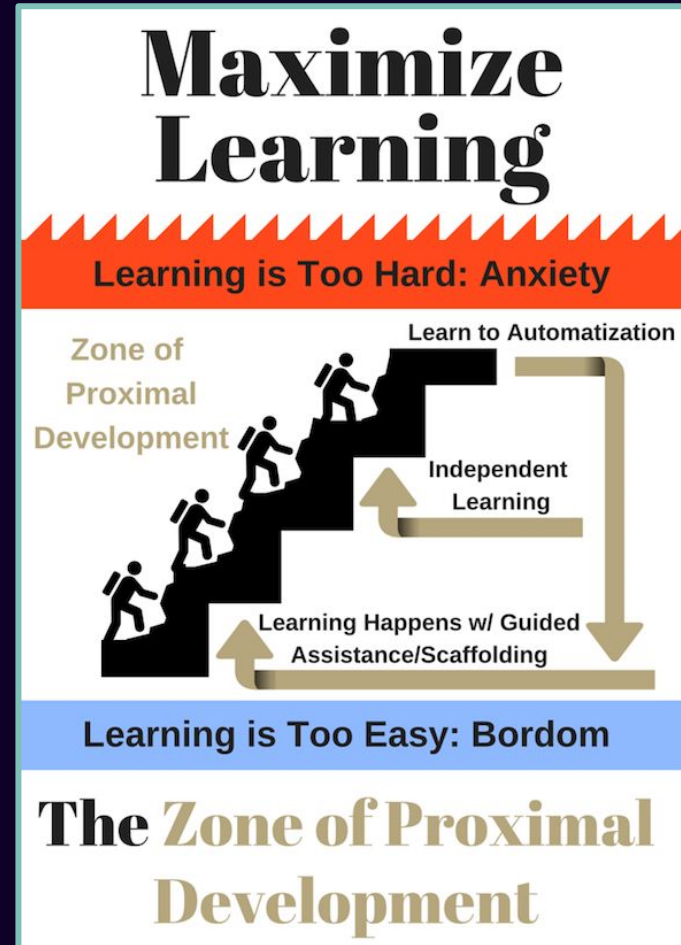 Maximize
Learning
Learning is Too Hard: Anxiety
Zone of
Proximal
Development
Learn to Automatization
Independent
Learning
Learning Happens w/ Guided
Assistance/Scaffolding
Learning is Too Easy: Bordom
The Zone of Proximal
Development